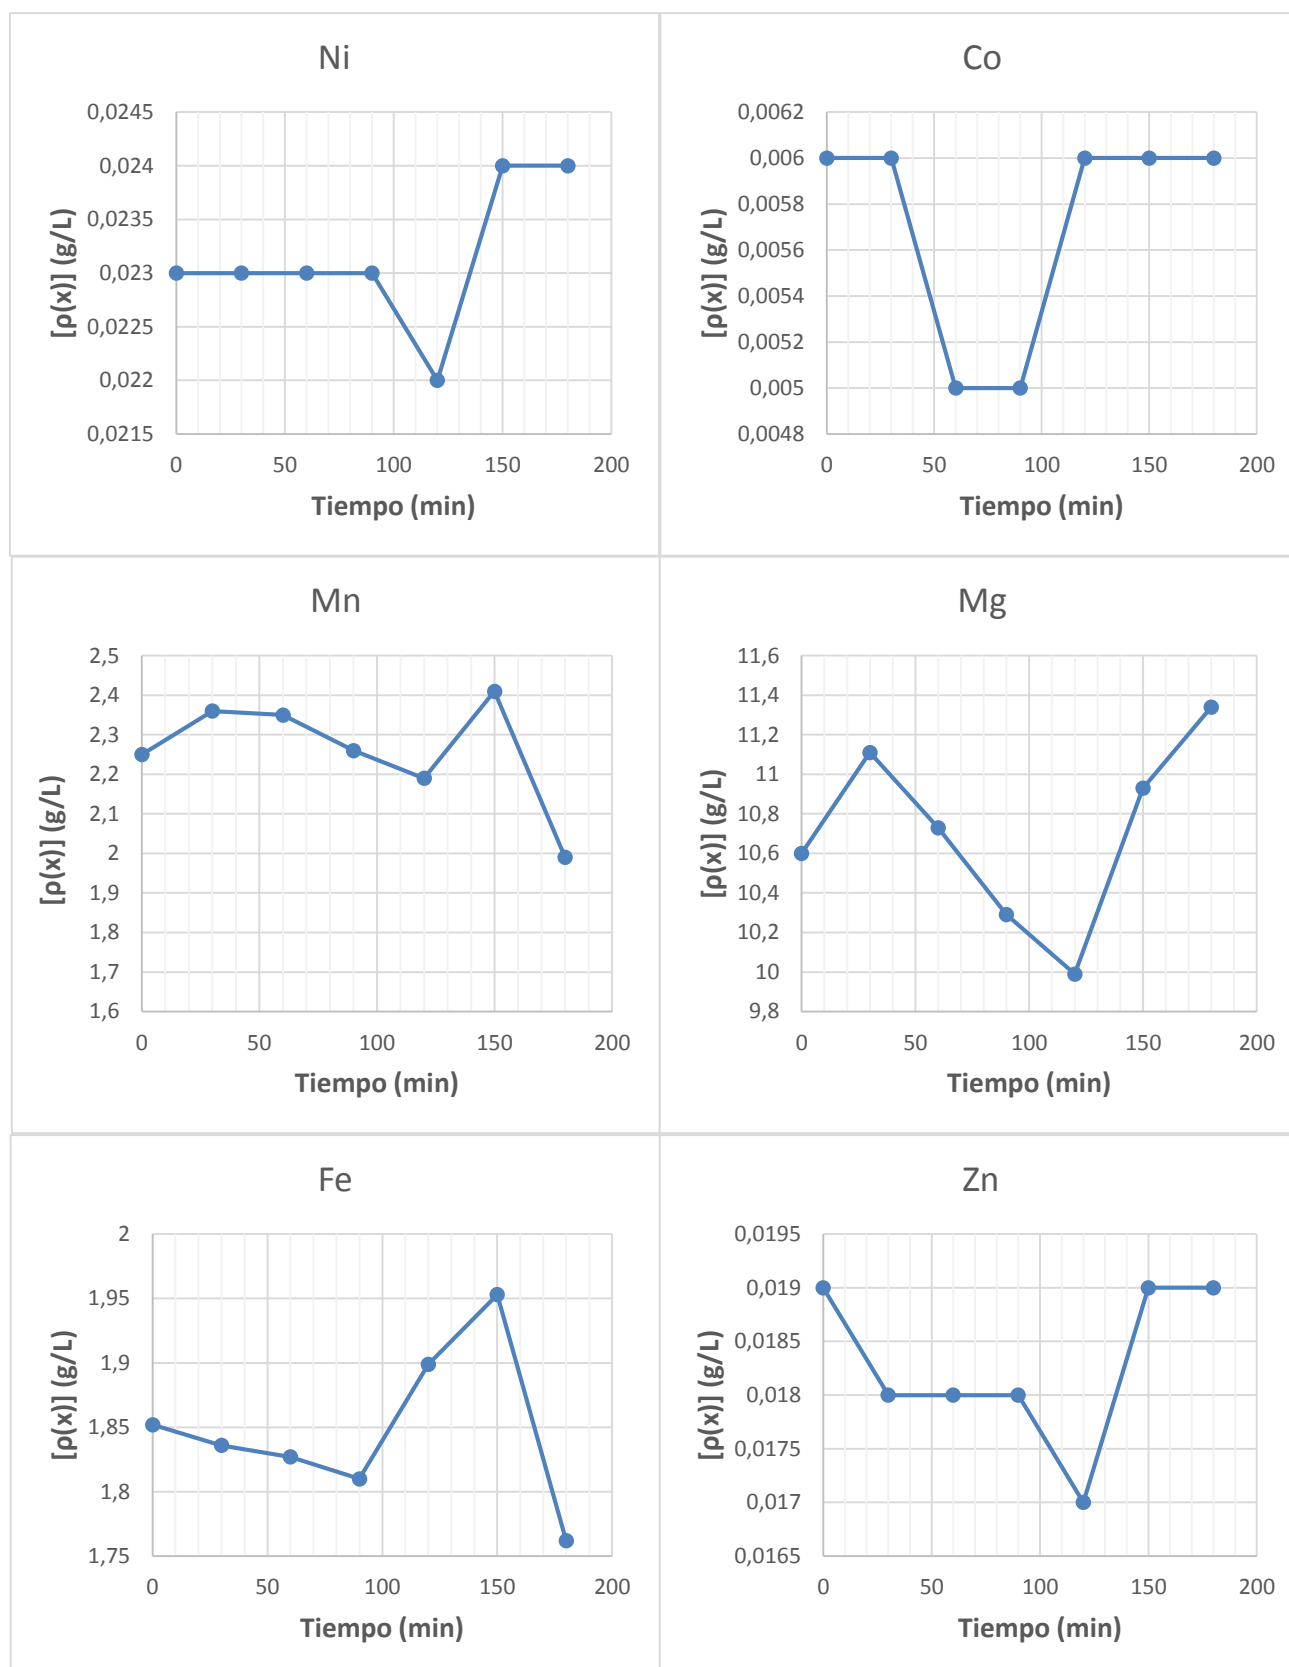 Ni
0,0245
0,024
0,0235
0,023
0,0225
0,022
0,0215
[ρ(x)] (g/L)
0 50 100 150 200
Tiempo (min)
Co
0,0062
0,006
0,0058
0,0056
0,0054
0,0052
0,005
0,0048
[ρ(x)] (g/L)
0 50 100 150 200
Tiempo (min)
Mn
2,5
2,4
2,3
2,2
2,1
2
1,9
1,8
1,7
1,6
[ρ(x)] (g/L)
0 50 100 150 200
Tiempo (min)
Mg
11,6
11,4
11,2
11
10,8
10,6
10,4
10,2
10
9,8
[ρ(x)] (g/L)
0 50 100 150 200
Tiempo (min)
Fe
2
1,95
1,9
1,85
1,8
1,75
[ρ(x)] (g/L)
0 50 100 150 200
Tiempo (min)
Zn
0,0195
0,019
0,0185
0,018
0,0175
0,017
0,0165
[ρ(x)] (g/L)
0 50 100 150 200
Tiempo (min)